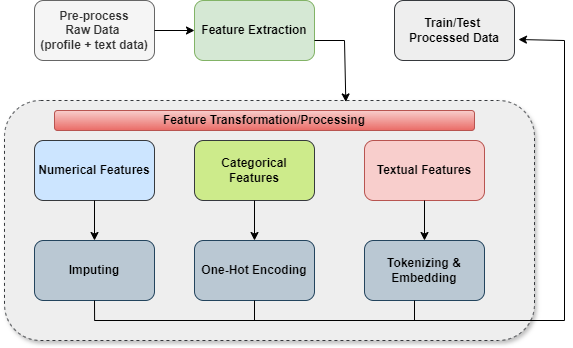 Pre-process
Raw Data
(profile + text data)
Feature Extraction
Train/Test
Processed Data
Feature Transformation/Processing
Numerical Features
Categorical
Features
Textual Features
Imputing
One-Hot Encoding
Tokenizing &
Embedding